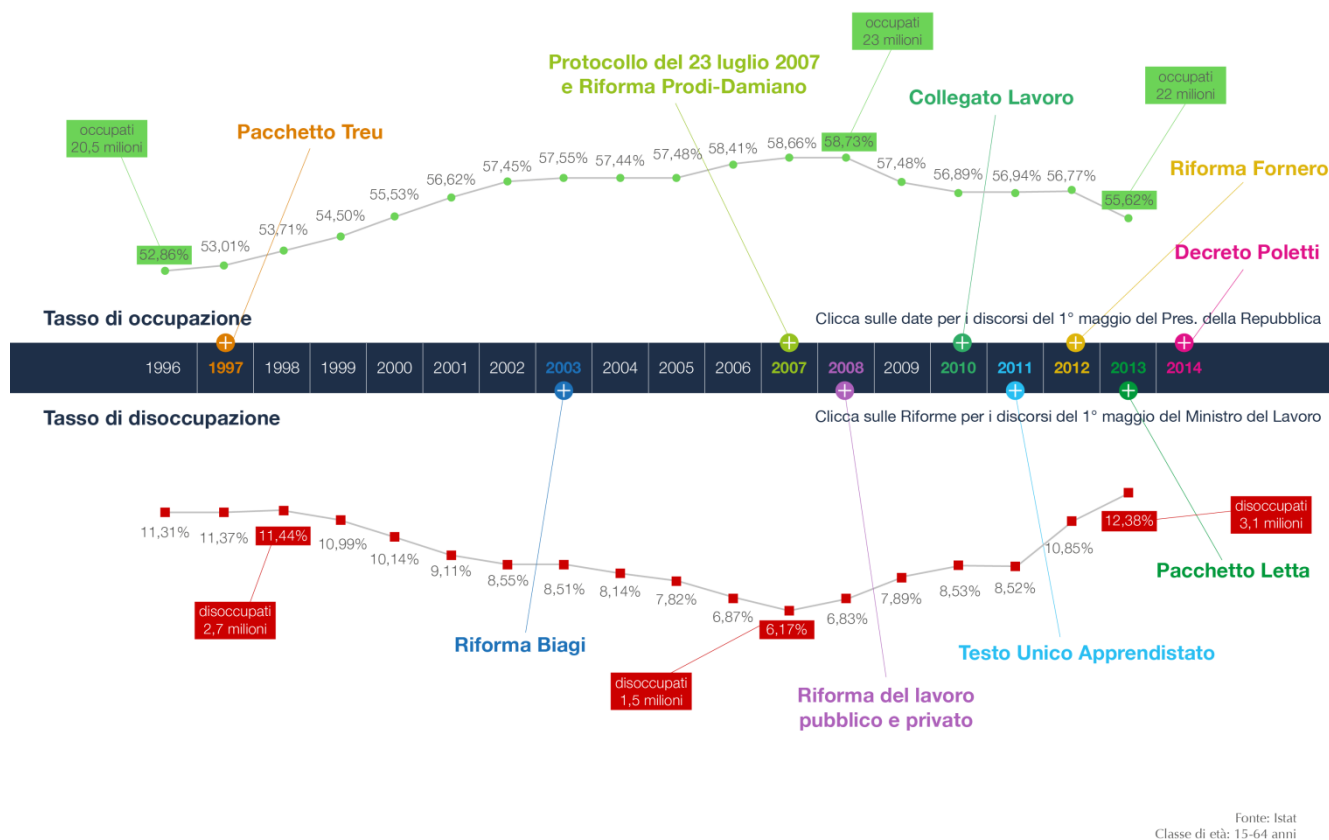 occupati
23 milioni
Protocollo del 23 luglio 2007
e Riforma Prodi-Damiano
Collegato Lavoro
occupati
22 milioni
occupati
20,5 milioni
Pacchetto Treu
Riforma Fornero
52,86%
53,01%
53,71%
54,50%
55,53%
56,62%
57,45%
57,55%
57,44%
57,48%
58,41%
58,66%
58,73%
57,48%
56,89%
56,94%
56,77%
55,62%
Decreto Poletti
Tasso di occupazione
Clicca sulle date per i discorsi del 1° maggio del Pres. della Repubblica
1996 1997 1998 1999 2000 2001 2002 2003 2004 2005 2006 2007 2008 2009 2010 2011 2012 2013 2014
Tasso di disoccupazione
Clicca sulle Riforme per i discorsi del 1° maggio del Ministro del Lavoro
11,31%
11,37%
11,44%
10,99%
10,14%
9,11%
8,55%
8,51%
8,14%
7,82%
6,87%
6,17%
6,83%
7,89%
8,53%
8,52%
10,85%
12,38%
disoccupati
3,1 milioni
Pacchetto Letta
disoccupati
2,7 milioni
Riforma Biagi
disoccupati
1,5 milioni
Testo Unico Apprendistato
Riforma del lavoro
pubblico e privato
Fonte: Istat
Classe di età: 15-64 anni